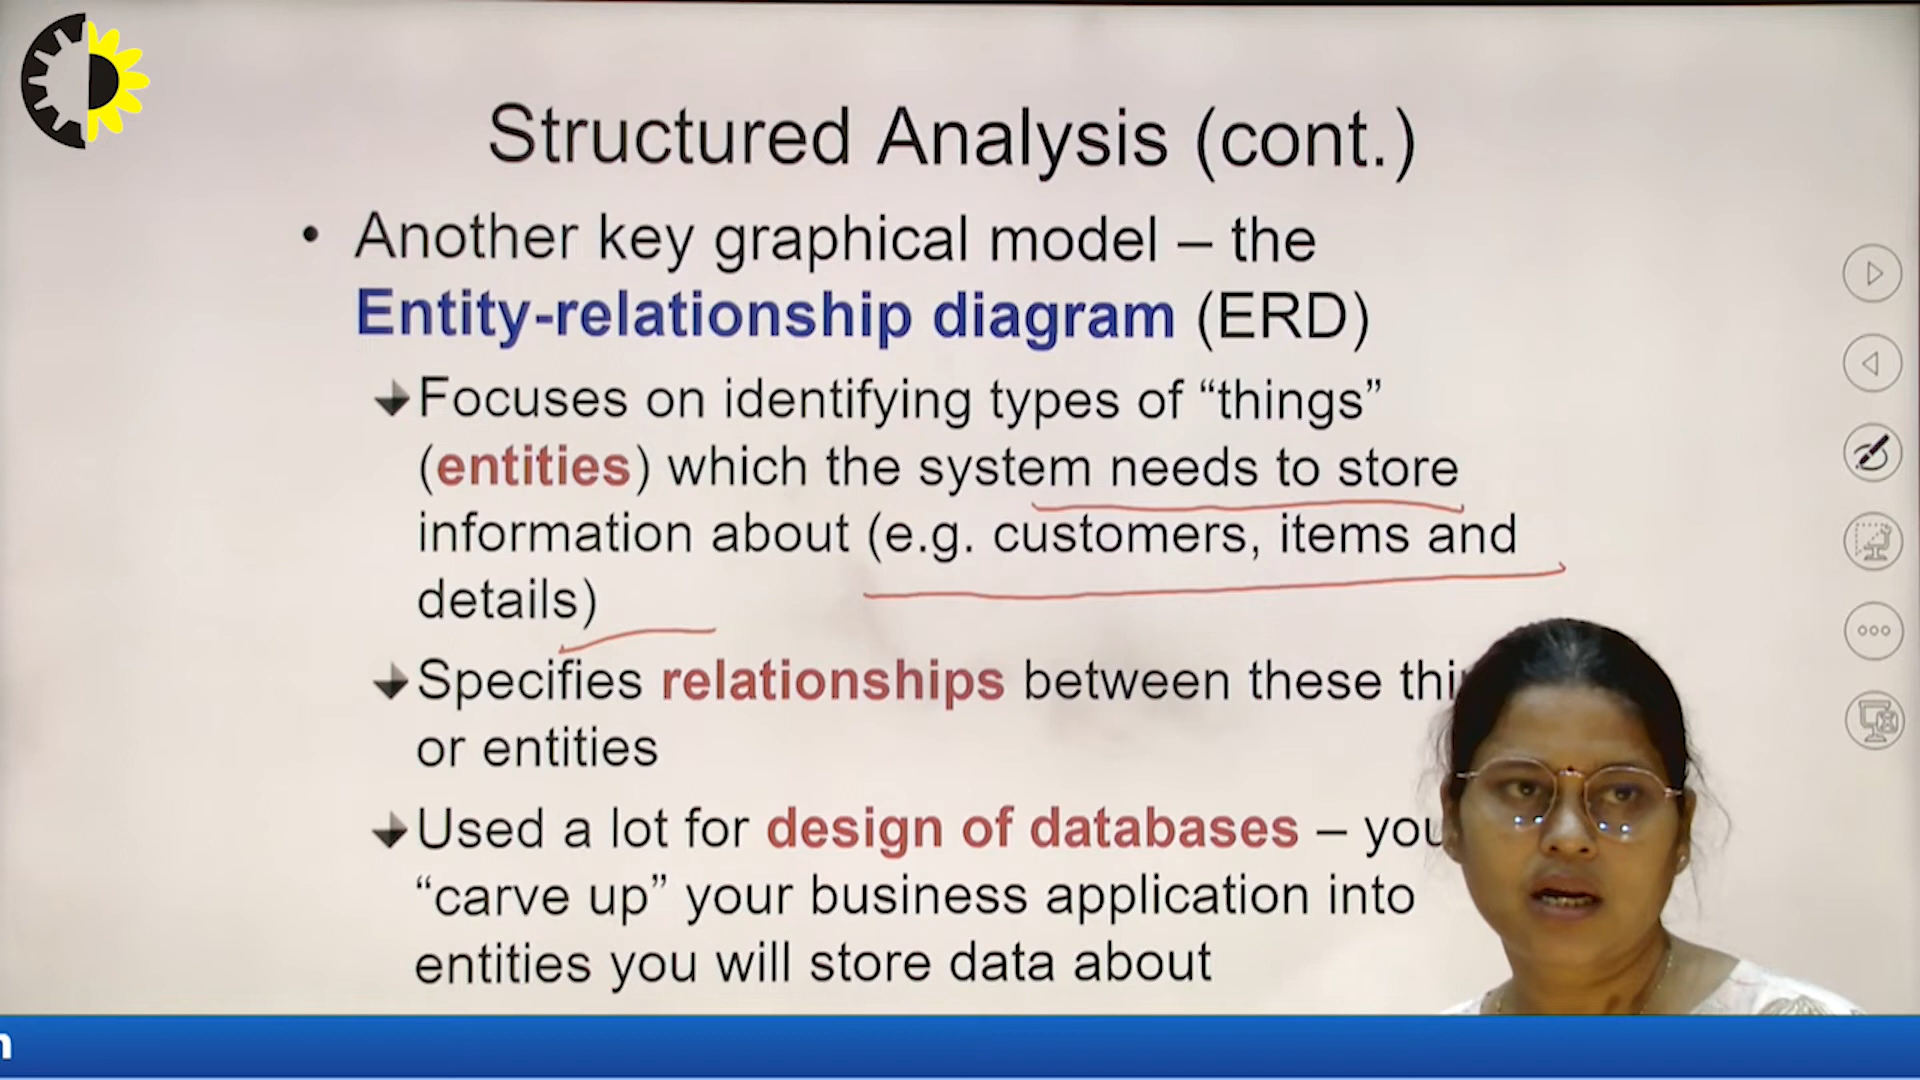 Structured Analysis (cont.)
• Another key graphical model – the
Entity-relationship diagram (ERD)
Focuses on identifying types of “things”
(entities) which the system needs to store
information about (e.g. customers, items and
details)
Specifies relationships between these
or entities
Used a lot for design of databases – you
“carve up” your business application into
entities you will store data about